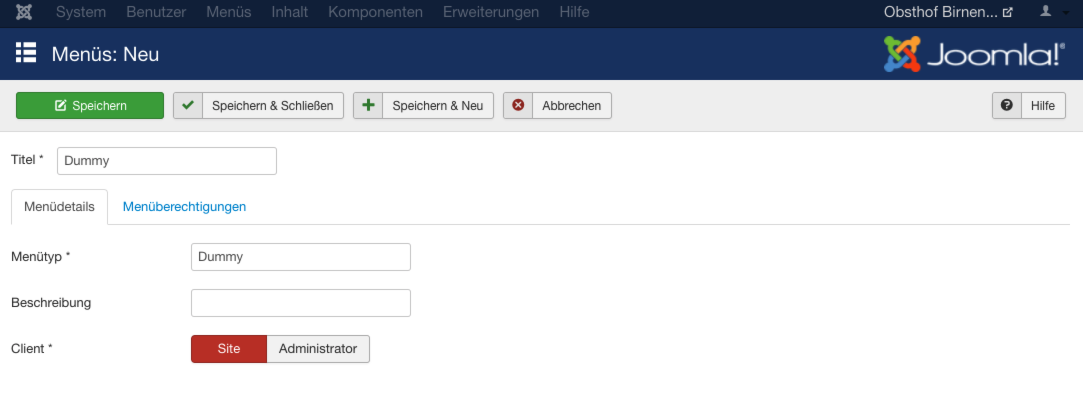 System Benutzer Menüs Inhalt Komponenten Erweiterungen Hilfe Obsthof Birnen...
Menüs: Neu Joomla!®
Speichern Speichern & Schließen Speichern & Neu Abbrechen Hilfe
Titel * Dummy
Menüdetails Menüberechtigungen
Menütyp * Dummy
Beschreibung
Client * Site Administrator